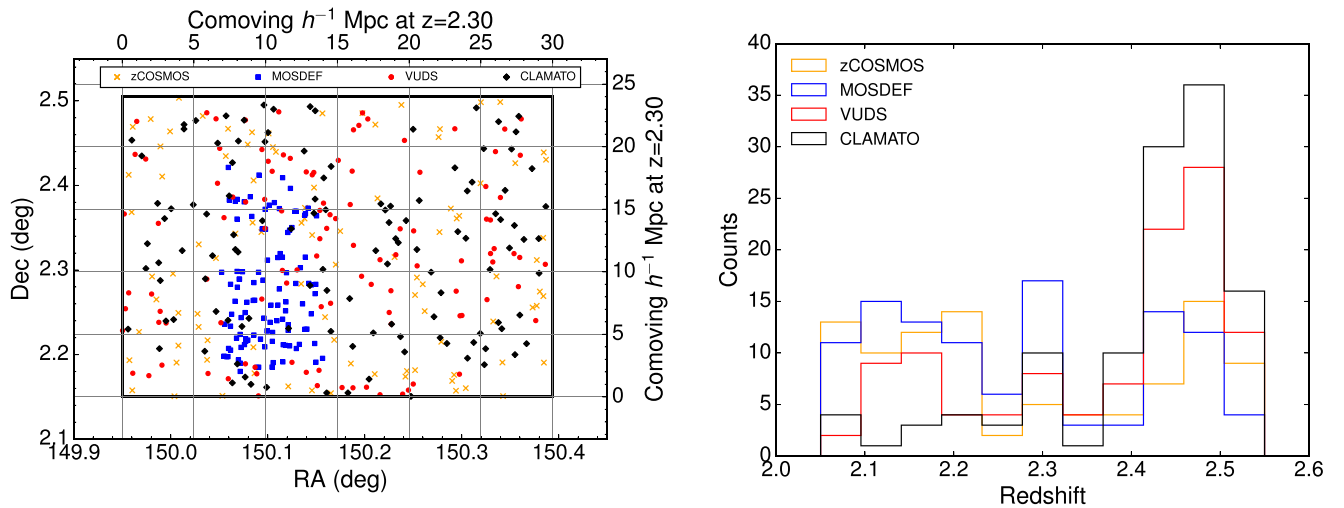 Comoving h⁻¹ Mpc at z=2.30
0 5 10 15 20 25 30
zCOSMOS MOSDEF VUDS CLAMATO
2.5
2.4
2.3
2.2
2.1
Dec (deg)
25
20
15
10
5
0
Comoving h⁻¹ Mpc at z=2.30
149.9 150.0 150.1 150.2 150.3 150.4
RA (deg)
40
35
30
25
20
15
10
5
0
Counts
zCOSMOS
MOSDEF
VUDS
CLAMATO
2.0 2.1 2.2 2.3 2.4 2.5 2.6
Redshift